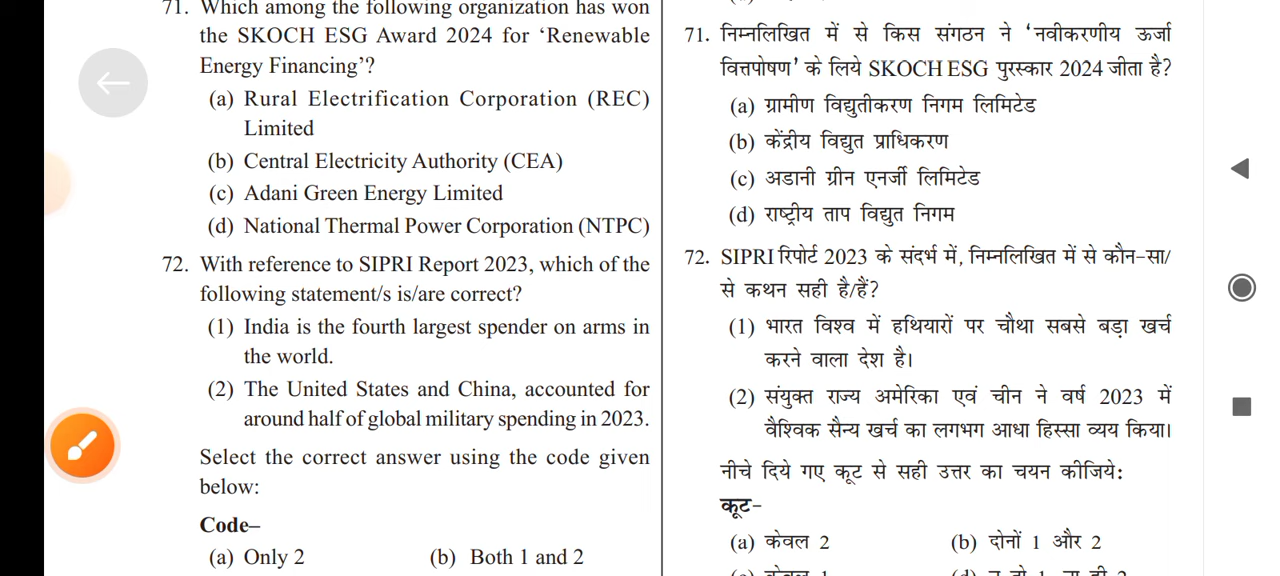 71. Which among the following organization has won
the SKOCH ESG Award 2024 for ‘Renewable
Energy Financing’?
(a) Rural Electrification Corporation (REC)
Limited
(b) Central Electricity Authority (CEA)
(c) Adani Green Energy Limited
(d) National Thermal Power Corporation (NTPC)
72. With reference to SIPRI Report 2023, which of the
following statement/s is/are correct?
(1) India is the fourth largest spender on arms in
the world.
(2) The United States and China, accounted for
around half of global military spending in 2023.
Select the correct answer using the code given
below:
Code–
(a) Only 2 (b) Both 1 and 2
71. निम्नलिखित में से किस संगठन ने ‘नवीकरणीय ऊर्जा
वित्तपोषण’ के लिये SKOCH ESG पुरस्कार 2024 जीता है?
(a) ग्रामीण विद्युतीकरण निगम लिमिटेड
(b) केंद्रीय विद्युत प्राधिकरण
(c) अडानी ग्रीन एनर्जी लिमिटेड
(d) राष्ट्रीय ताप विद्युत निगम
72. SIPRI रिपोर्ट 2023 के संदर्भ में, निम्नलिखित में से कौन-सा/
से कथन सही है/हैं?
(1) भारत विश्व में हथियारों पर चौथा सबसे बड़ा खर्च
करने वाला देश है।
(2) संयुक्त राज्य अमेरिका एवं चीन ने वर्ष 2023 में
वैश्विक सैन्य खर्च का लगभग आधा हिस्सा व्यय किया।
नीचे दिये गए कूट से सही उत्तर का चयन कीजिये:
कूट–
(a) केवल 2 (b) दोनों 1 और 2